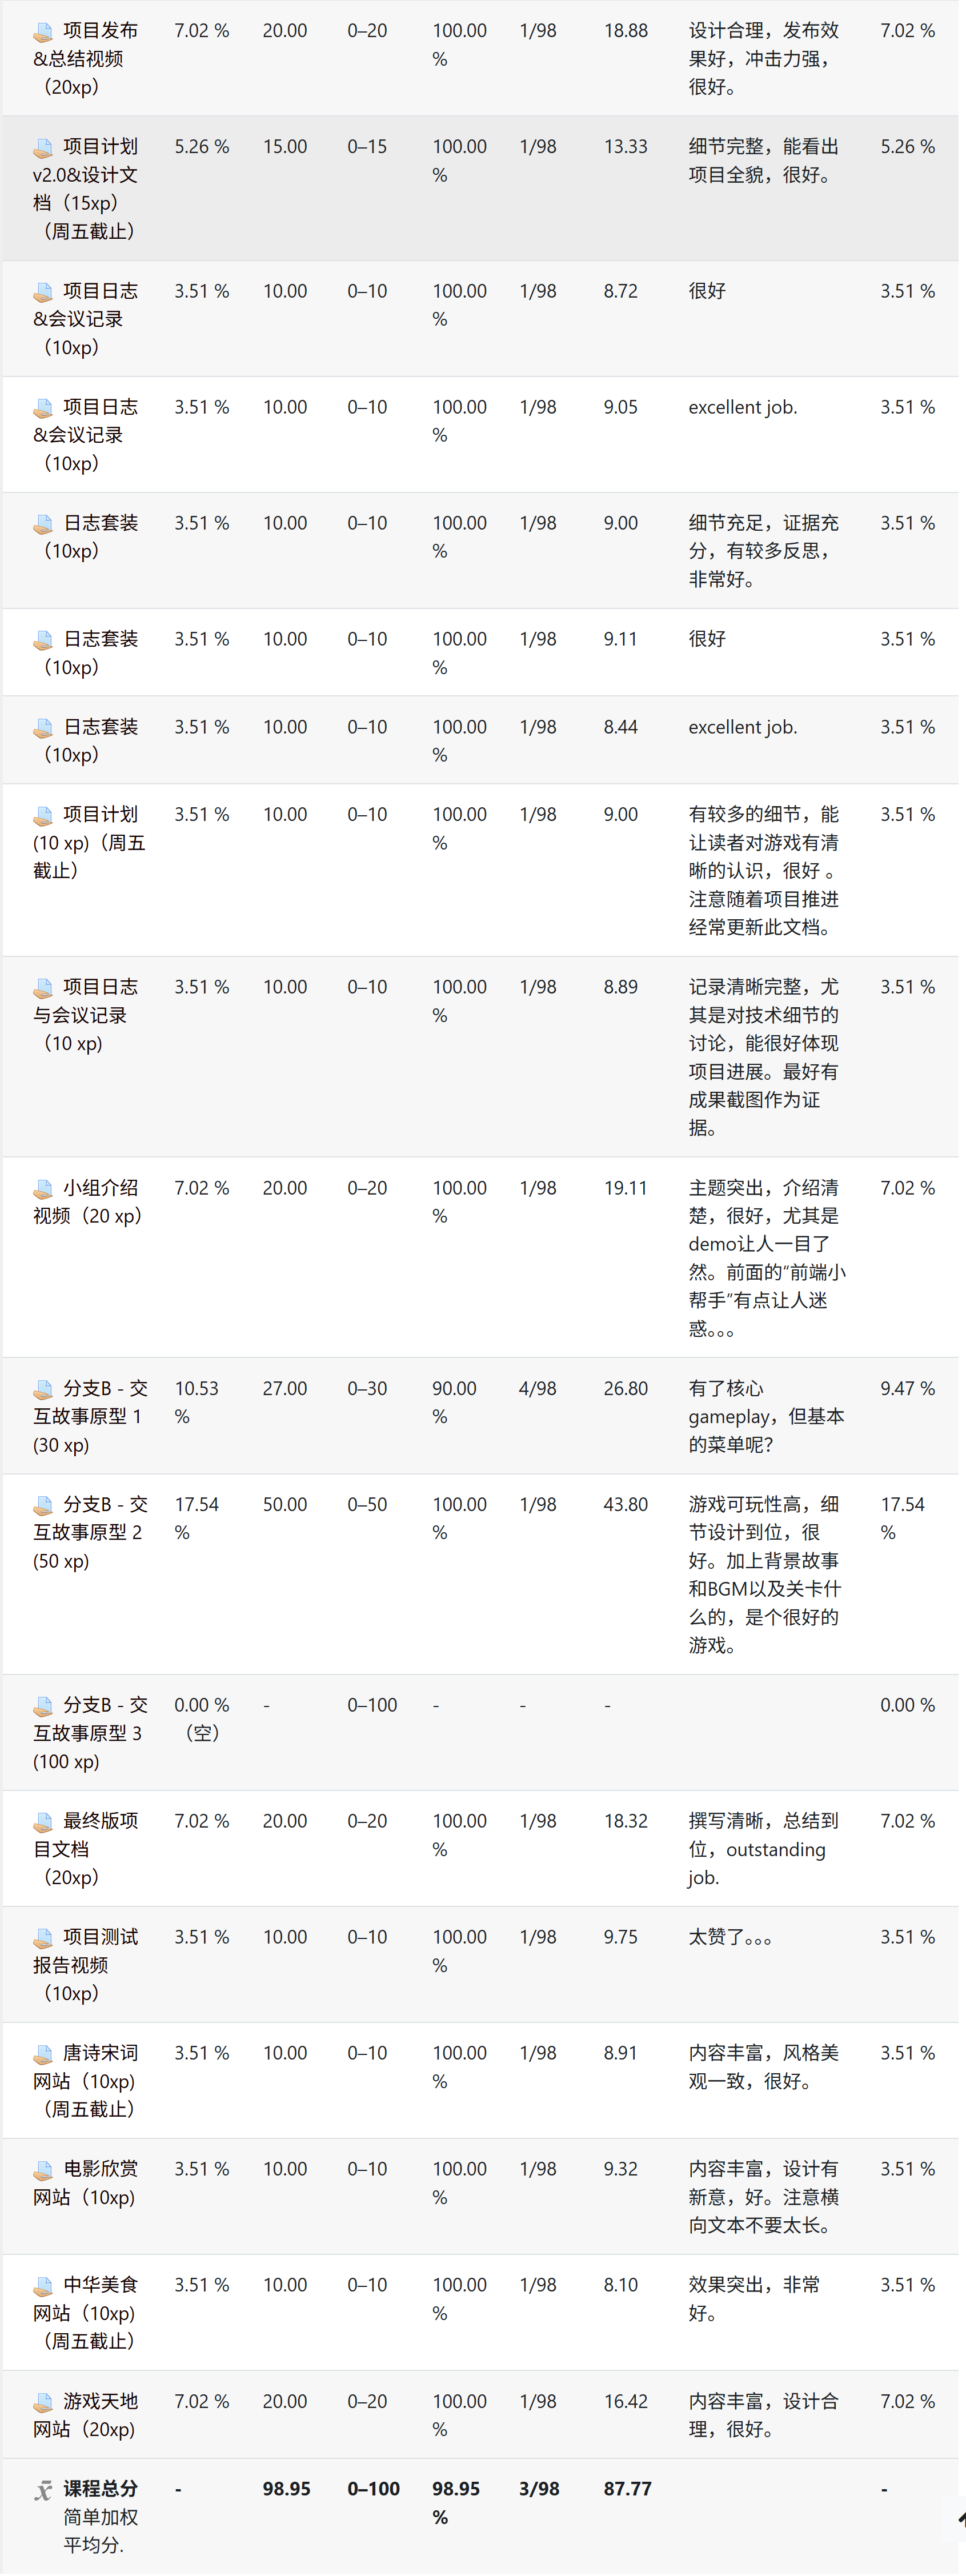 项目发布 7.02 % 20.00 0–20 100.00 1/98 18.88 设计合理，发布效 7.02 %
&总结视频 % 果好，冲击力强，
（20xp） 很好。
项目计划 5.26 % 15.00 0–15 100.00 1/98 13.33 细节完整，能看出 5.26 %
v2.0&设计文 % 项目全貌，很好。
档（15xp）
（周五截止）
项目日志 3.51 % 10.00 0–10 100.00 1/98 8.72 很好 3.51 %
&会议记录 %
（10xp）
项目日志 3.51 % 10.00 0–10 100.00 1/98 9.05 excellent job. 3.51 %
&会议记录 %
（10xp）
日志套装 3.51 % 10.00 0–10 100.00 1/98 9.00 细节充足，证据充 3.51 %
（10xp） % 分，有较多反思，
非常好。
日志套装 3.51 % 10.00 0–10 100.00 1/98 9.11 很好 3.51 %
（10xp） %
日志套装 3.51 % 10.00 0–10 100.00 1/98 8.44 excellent job. 3.51 %
（10xp） %
项目计划 3.51 % 10.00 0–10 100.00 1/98 9.00 有较多的细节，能 3.51 %
(10 xp)（周五 % 让读者对游戏有清
截止） 晰的认识，很好 。
注意随着项目推进
经常更新此文档。
项目日志 3.51 % 10.00 0–10 100.00 1/98 8.89 记录清晰完整，尤 3.51 %
与会议记录 % 其是对技术细节的
（10 xp) 讨论，能很好体现
项目进展。最好有
成果截图作为证
据。
小组介绍 7.02 % 20.00 0–20 100.00 1/98 19.11 主题突出，介绍清 7.02 %
视频（20 xp） % 楚，很好，尤其是
demo让人一目了
然。前面的“前端小
帮手”有点让人迷
惑。。。
分支B - 交 10.53 27.00 0–30 90.00 4/98 26.80 有了核心 9.47 %
互故事原型 1 % % gameplay，但基本
(30 xp) 的菜单呢？
分支B - 交 17.54 50.00 0–50 100.00 1/98 43.80 游戏可玩性高，细 17.54
互故事原型 2 % % 节设计到位，很 %
(50 xp) 好。加上背景故事
和BGM以及关卡什
么的，是个很好的
游戏。
分支B - 交 0.00 % - 0–100 - - - 0.00 %
互故事原型 3 （空）
(100 xp)
最终版项 7.02 % 20.00 0–20 100.00 1/98 18.32 撰写清晰，总结到 7.02 %
目文档 % 位，outstanding
（20xp） job.
项目测试 3.51 % 10.00 0–10 100.00 1/98 9.75 太赞了。。。 3.51 %
报告视频 %
（10xp）
唐诗宋词 3.51 % 10.00 0–10 100.00 1/98 8.91 内容丰富，风格美 3.51 %
网站（10xp) % 观一致，很好。
（周五截止）
电影欣赏 3.51 % 10.00 0–10 100.00 1/98 9.32 内容丰富，设计有 3.51 %
网站（10xp) % 新意，好。注意横
向文本不要太长。
中华美食 3.51 % 10.00 0–10 100.00 1/98 8.10 效果突出，非常 3.51 %
网站（10xp) % 好。
（周五截止）
游戏天地 7.02 % 20.00 0–20 100.00 1/98 16.42 内容丰富，设计合 7.02 %
网站（20xp) % 理，很好。
课程总分 - 98.95 0–100 98.95 3/98 87.77 -
简单加权 %
平均分.